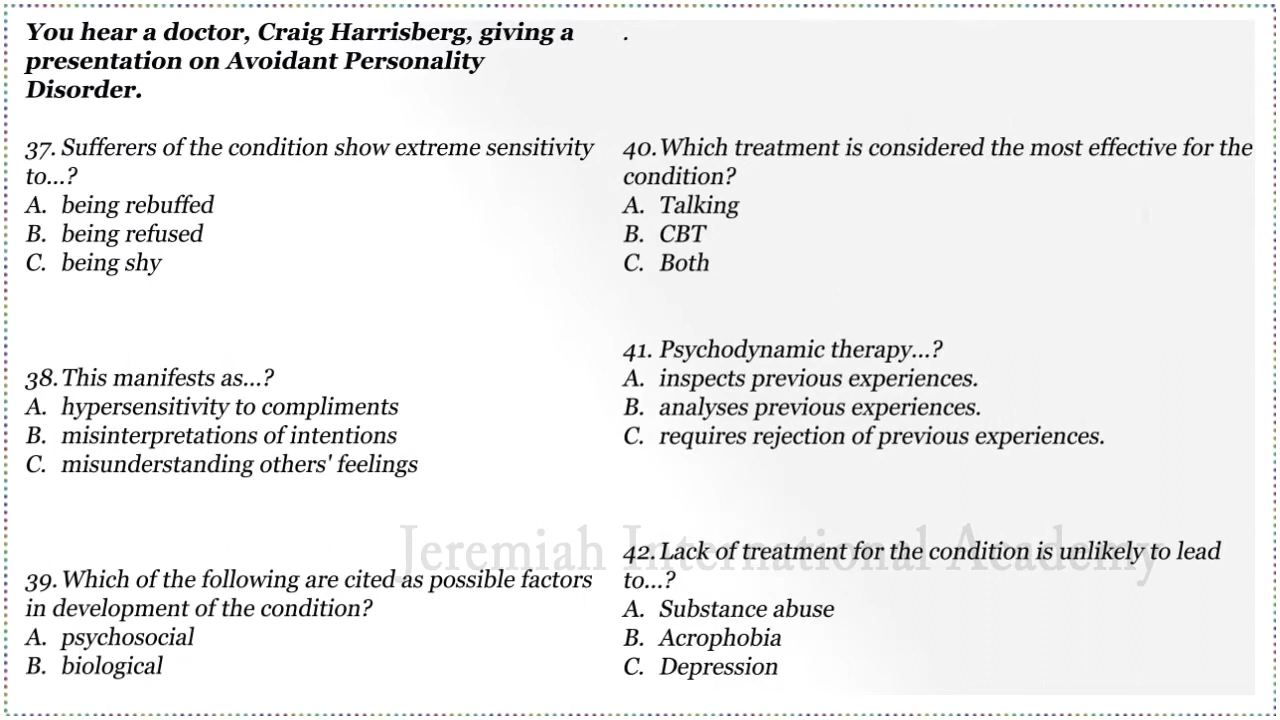 You hear a doctor, Craig Harrisberg, giving a
presentation on Avoidant Personality
Disorder.
37. Sufferers of the condition show extreme sensitivity
to...?
A. being rebuffed
B. being refused
C. being shy
38. This manifests as...?
A. hypersensitivity to compliments
B. misinterpretations of intentions
C. misunderstanding others' feelings
39. Which of the following are cited as possible factors
in development of the condition?
A. psychosocial
B. biological
.
40. Which treatment is considered the most effective for the
condition?
A. Talking
B. CBT
C. Both
41. Psychodynamic therapy...?
A. inspects previous experiences.
B. analyses previous experiences.
C. requires rejection of previous experiences.
42. Lack of treatment for the condition is unlikely to lead
to...?
A. Substance abuse
B. Acrophobia
C. Depression
Jeremiah International Academy